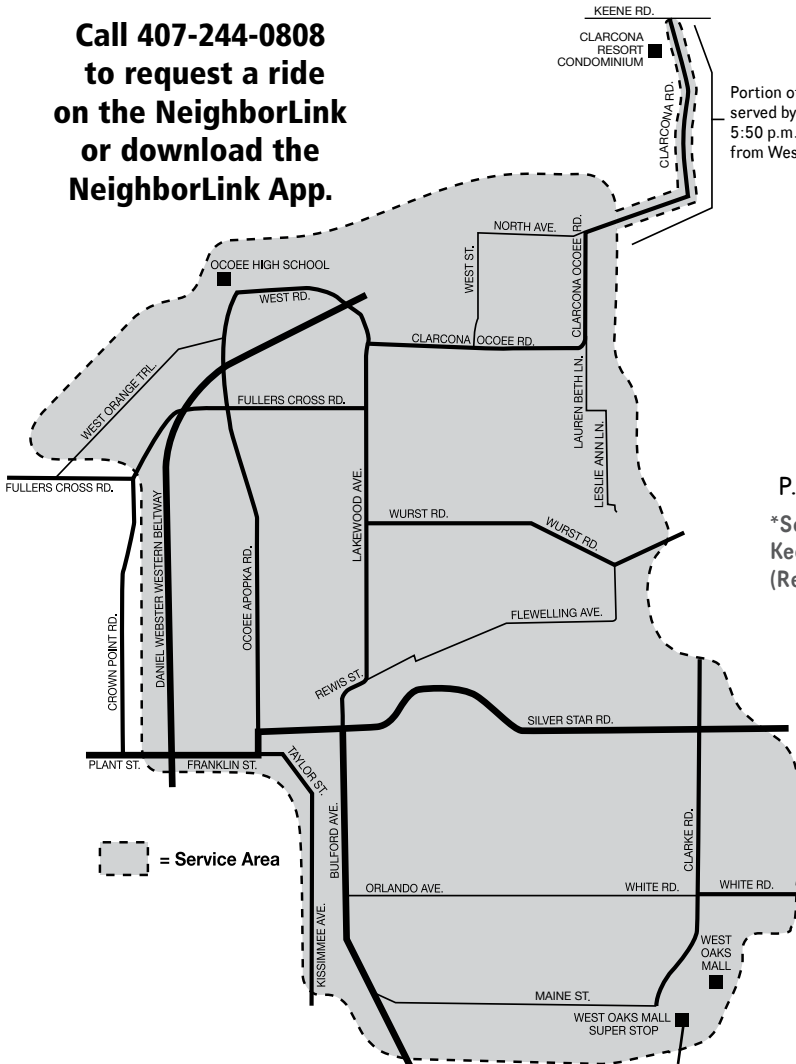 Call 407-244-0808
to request a ride
on the NeighborLink
or download the
NeighborLink App.
KEENE RD.
CLARCONA
RESORT
CONDOMINIUM
CLARCONA RD.
Portion of
served by
5:50 p.m.
from Wes
NORTH AVE.
WEST ST.
CLARCONA OCOEE RD.
OCOEE HIGH SCHOOL
WEST RD.
CLARCONA OCOEE RD.
WEST ORANGE TRL.
FULLERS CROSS RD.
LAUREN BETH LN.
LESLIE ANN LN.
FULLERS CROSS RD.
P.
*Se
Kee
(Re
WURST RD.
WURST RD.
LAKEWOOD AVE.
DANIEL WEBSTER WESTERN BELTWAY
OCOEE APOPKA RD.
CROWN POINT RD.
FLEWELLING AVE.
REWIS ST.
SILVER STAR RD.
PLANT ST.
FRANKLIN ST.
TAYLOR ST.
BULFORD AVE.
CLARKE RD.
= Service Area
ORLANDO AVE.
WHITE RD.
WHITE RD.
KISSIMMEE AVE.
WEST
OAKS
MALL
MAINE ST.
WEST OAKS MALL
SUPER STOP